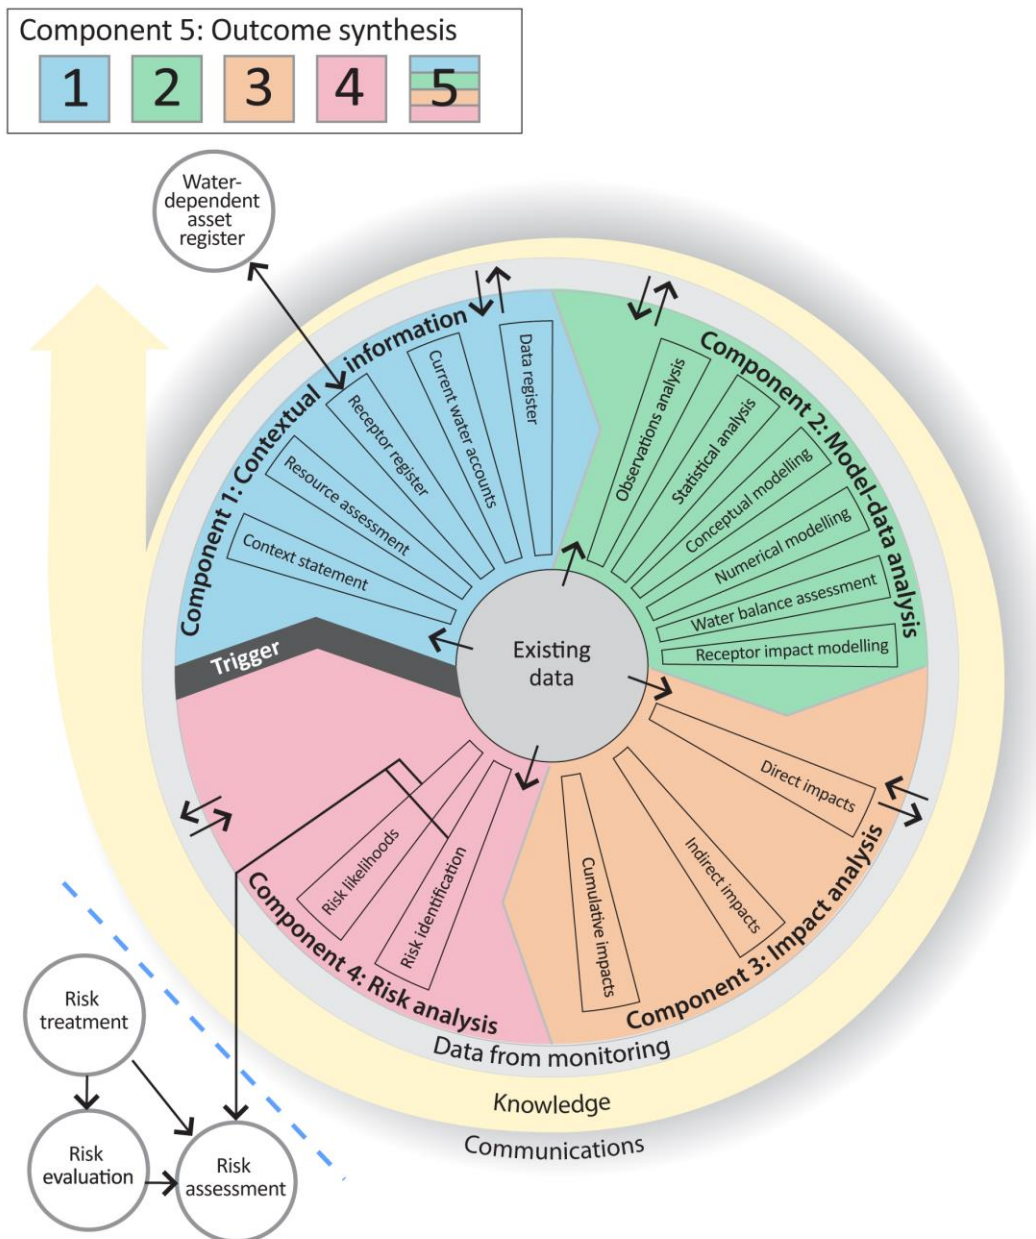 Component 5: Outcome synthesis
1
2
3
4
5
Water-
dependent
asset
register
Component 1: Contextual information
Context statement
Resource assessment
Receptor register
Current water accounts
Data register
Component 2: Model-data analysis
Observations analysis
Statistical analysis
Conceptual modelling
Numerical modelling
Water balance assessment
Receptor impact modelling
Existing
data
Trigger
Component 3: Impact analysis
Direct impacts
Indirect impacts
Cumulative impacts
Component 4: Risk analysis
Risk identification
Risk likelihoods
Data from monitoring
Knowledge
Communications
Risk
treatment
Risk
evaluation
Risk
assessment